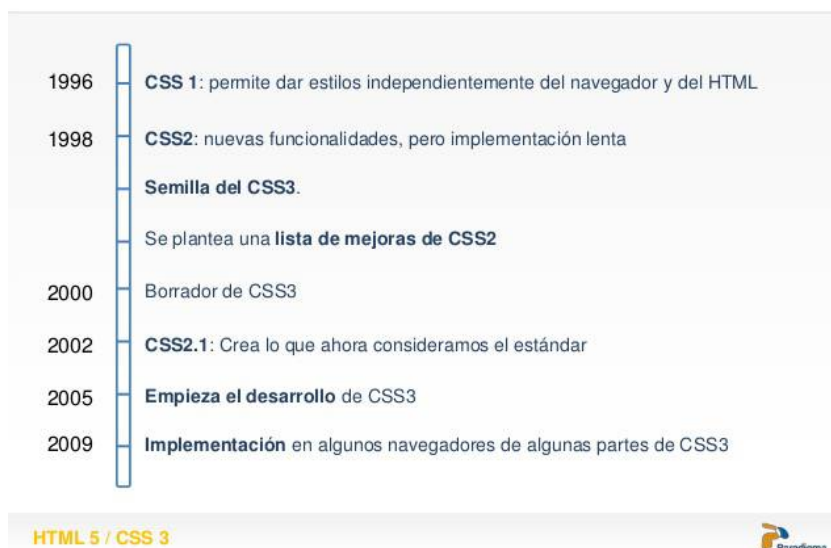 1996 CSS 1: permite dar estilos independientemente del navegador y del HTML
1998 CSS2: nuevas funcionalidades, pero implementación lenta
Semilla del CSS3.
Se plantea una lista de mejoras de CSS2
2000 Borrador de CSS3
2002 CSS2.1: Crea lo que ahora consideramos el estándar
2005 Empieza el desarrollo de CSS3
2009 Implementación en algunos navegadores de algunas partes de CSS3
HTML 5 / CSS 3
Paradigma